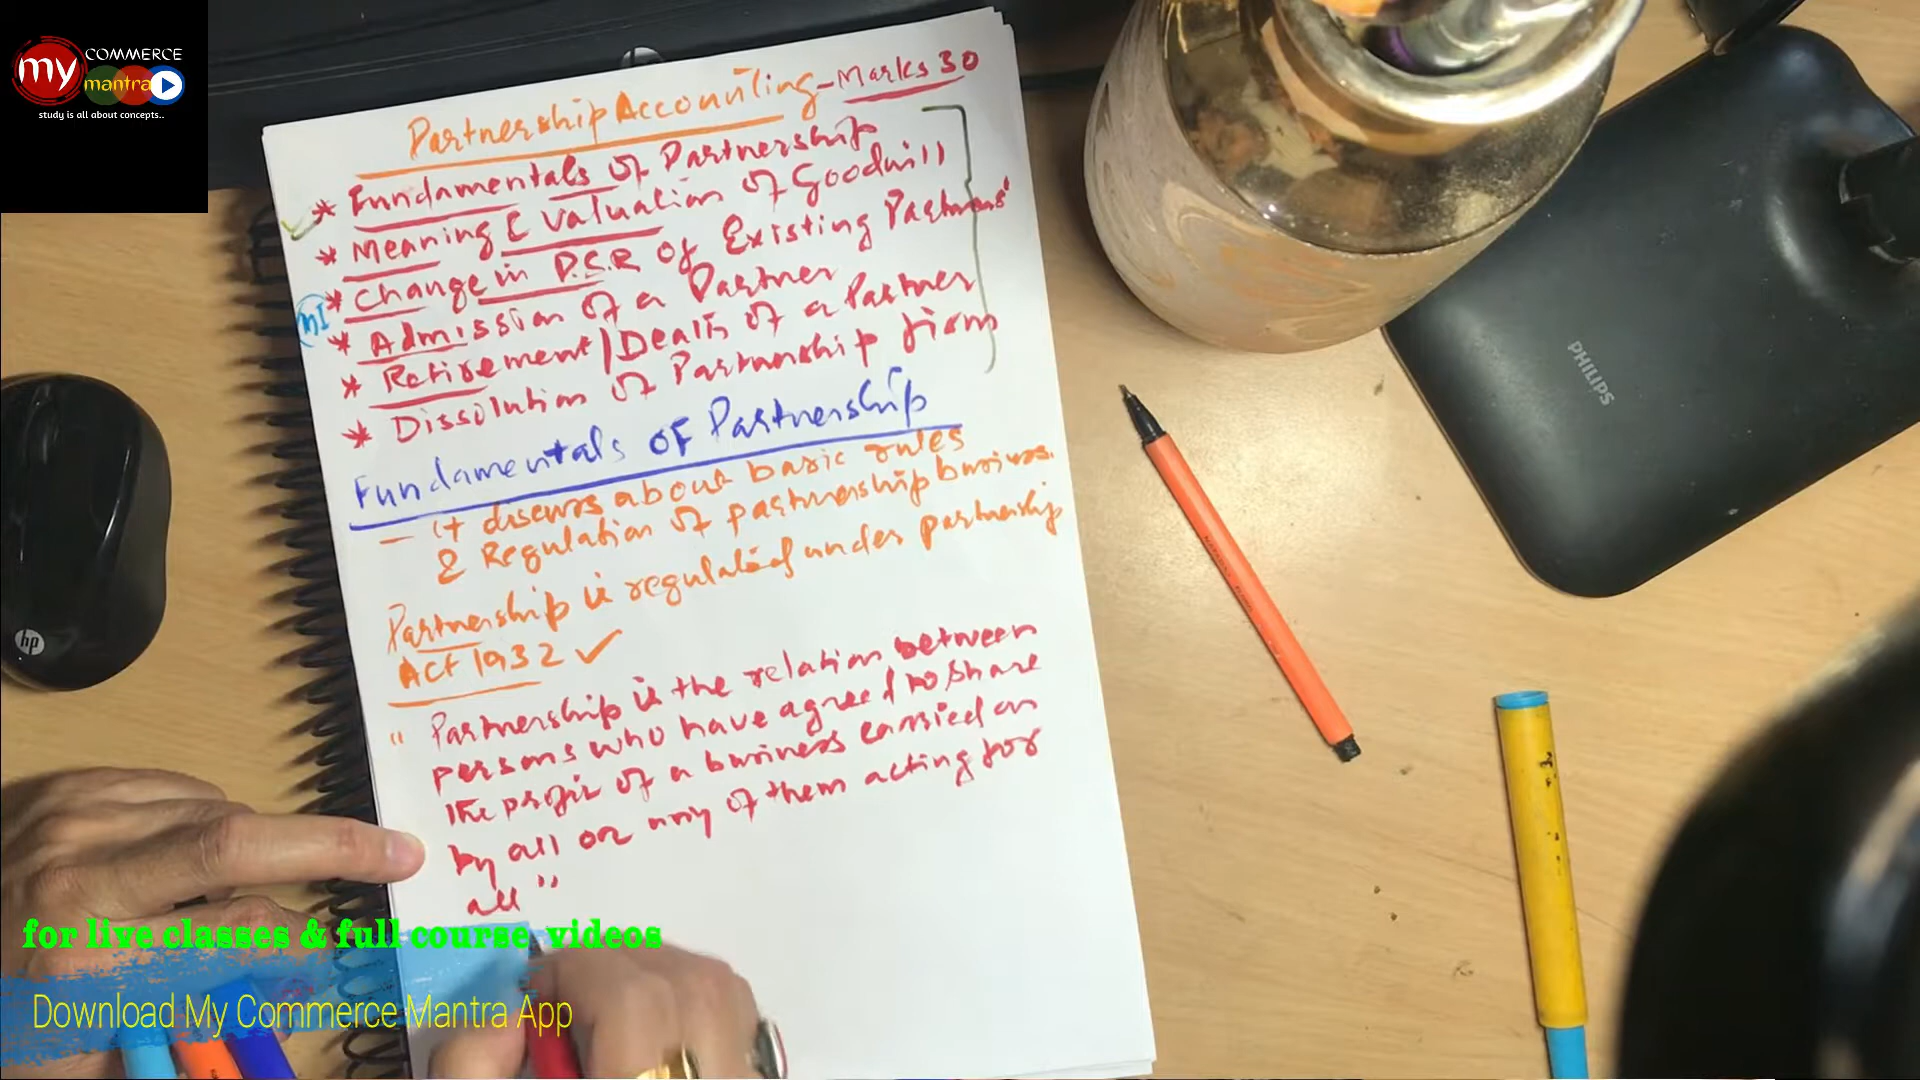 my
COMMERCE
mantra
study is all about concepts..
Partnership Accounting - Marks 30
* Fundamentals of Partnership
* Meaning & Valuation of Goodwill
* Change in P.S.R of Existing Partners'
* Admission of a Partner
* Retirement/Death of a Partner
* Dissolution of Partnership firm
Fundamentals of Partnership
- it discuss about basic rules
& Regulation of partnership business.
Partnership is regulated under partnership
Act 1932 ✓
" Partnership is the relation between
persons who have agreed to share
the profit of a business carried on
by all or any of them acting for
all "
PHILIPS
hp
for live classes & full course videos
Download My Commerce Mantra App